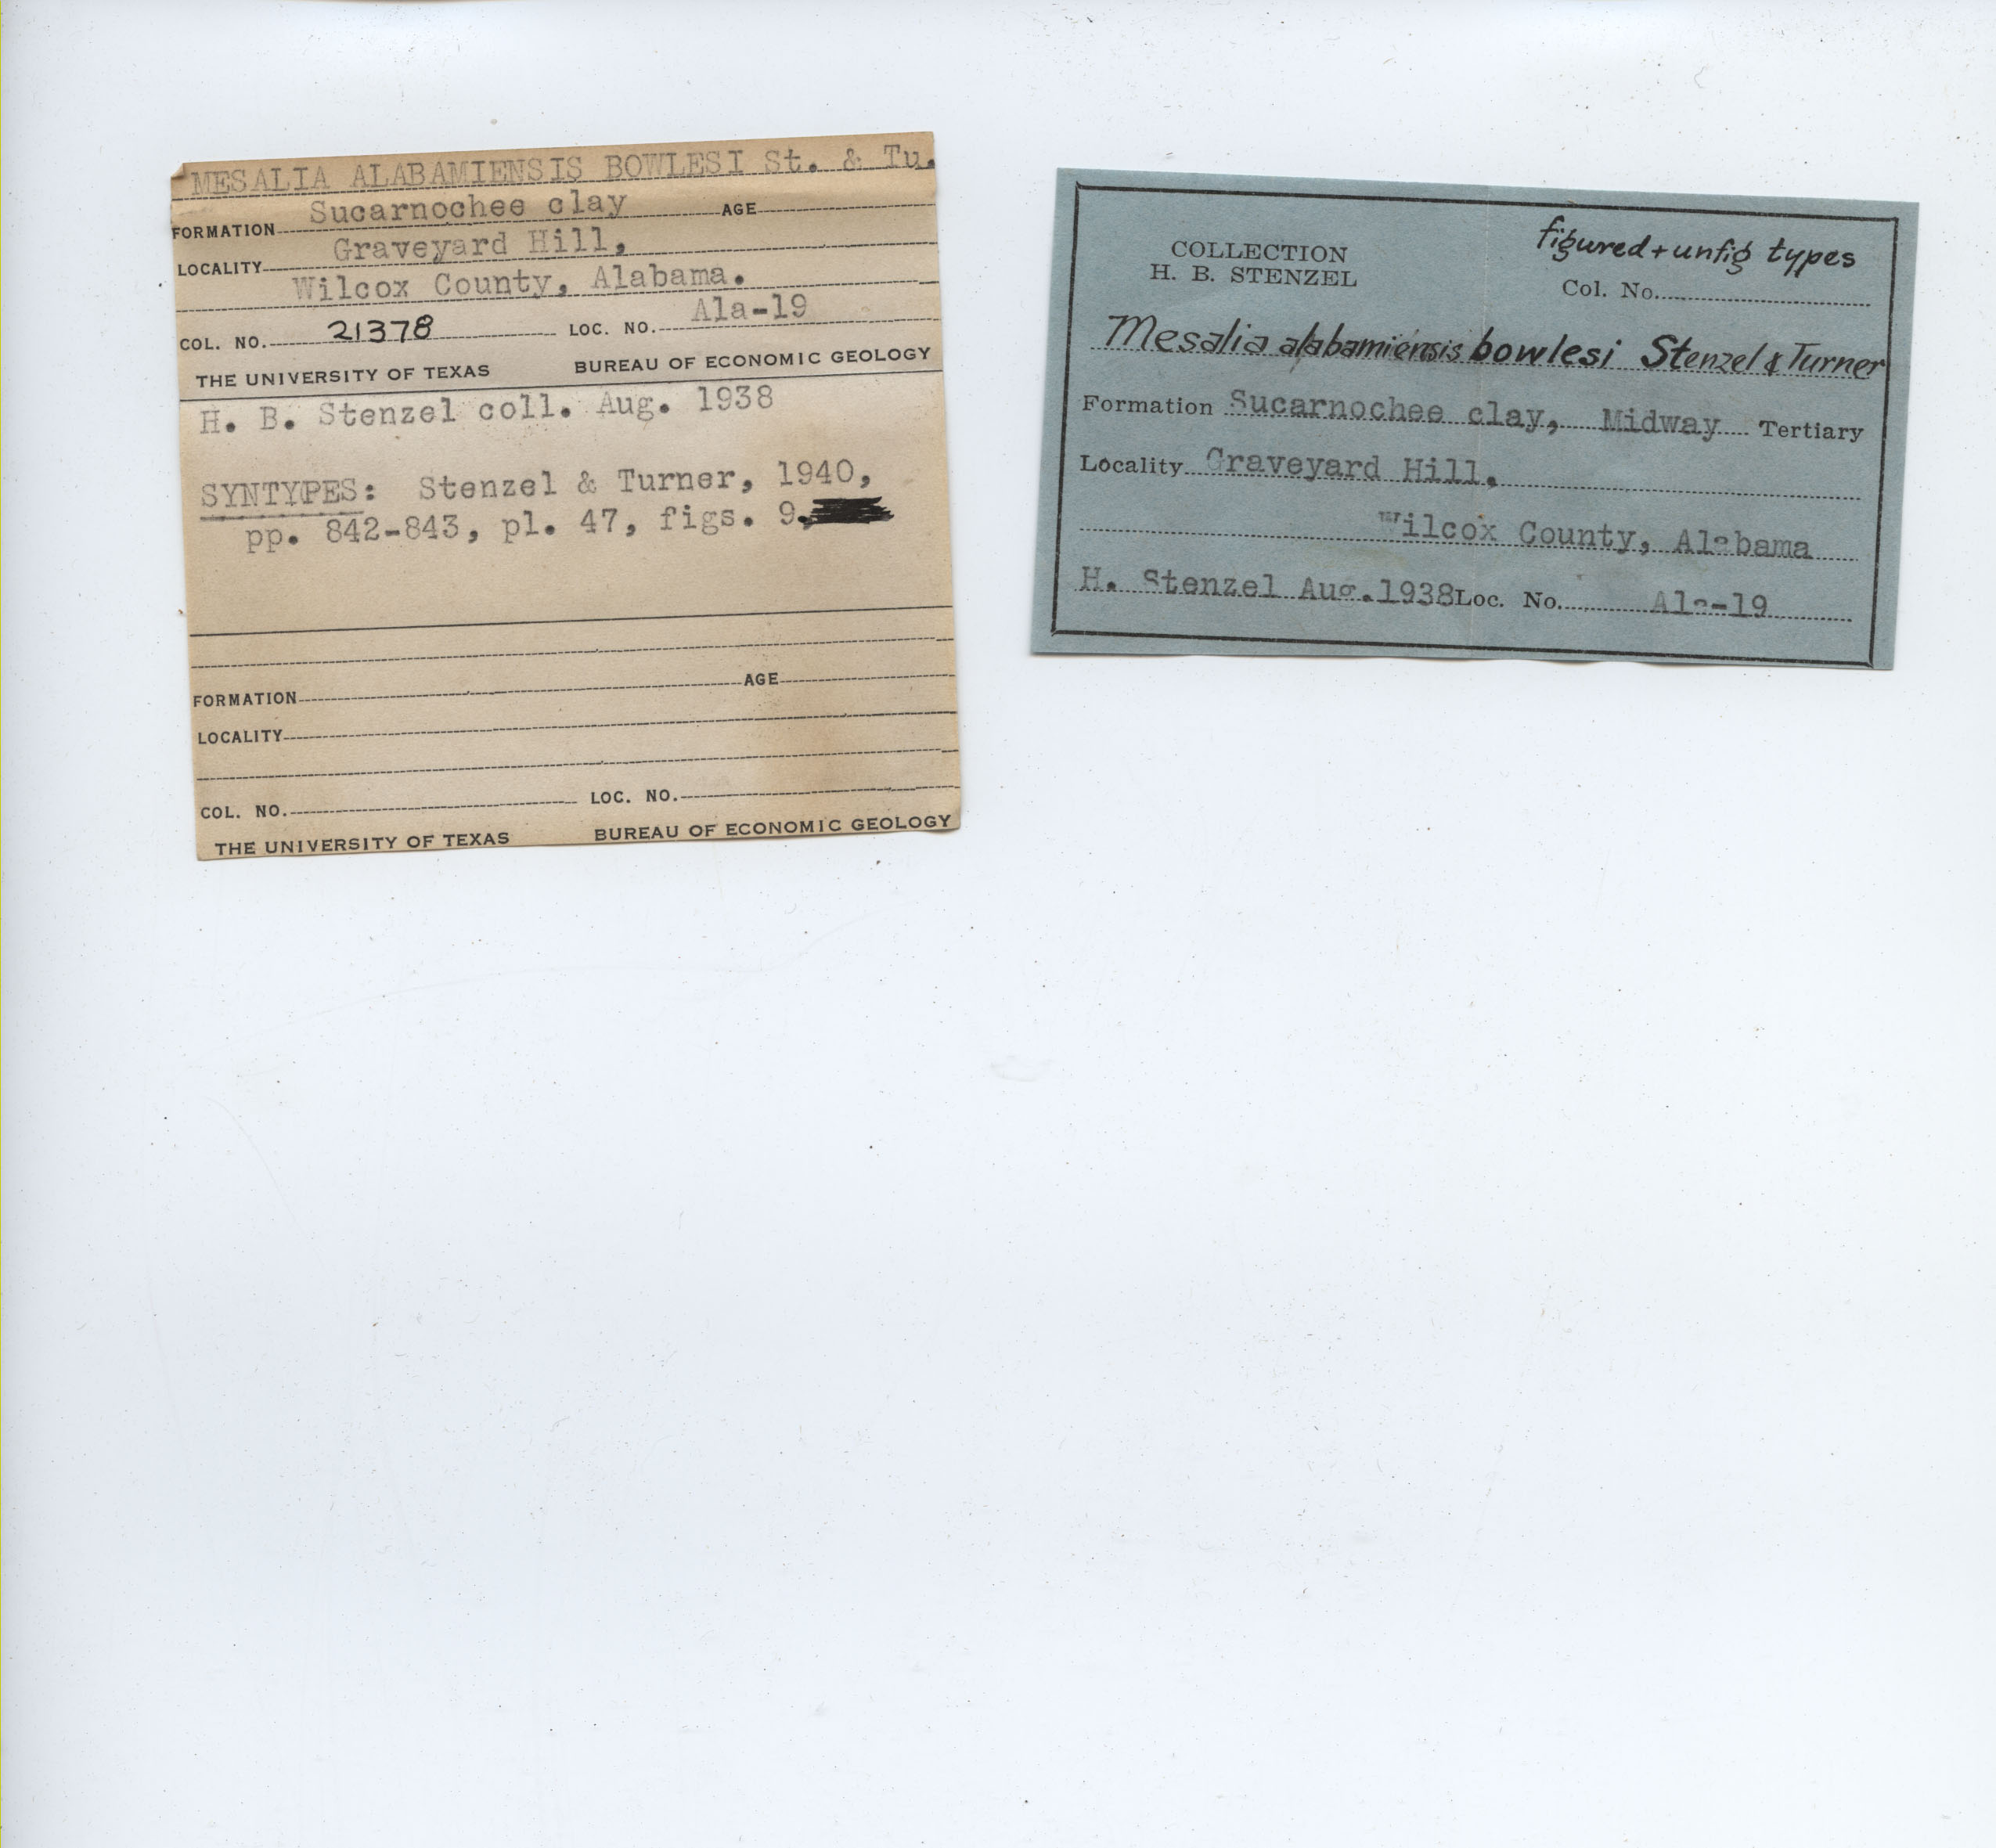 MESALIA ALABAMIENSIS BOWLESI St. & Tu.
FORMATION Sucarnochee clay AGE
LOCALITY Graveyard Hill,
Wilcox County, Alabama.
COL. NO. 21378 LOC. NO. Ala-19
THE UNIVERSITY OF TEXAS BUREAU OF ECONOMIC GEOLOGY
H. B. Stenzel coll. Aug. 1938
SYNTYPES: Stenzel & Turner, 1940,
pp. 842-843, pl. 47, figs. 9,
FORMATION AGE
LOCALITY
COL. NO. LOC. NO.
THE UNIVERSITY OF TEXAS BUREAU OF ECONOMIC GEOLOGY
figured + unfig types
COLLECTION
H. B. STENZEL
Col. No.
Mesalia alabamiensis bowlesi Stenzel & Turner
Formation Sucarnochee clay, Midway Tertiary
Locality Graveyard Hill,
Wilcox County, Alabama
H. Stenzel Aug. 1938 Loc. No. Ala-19